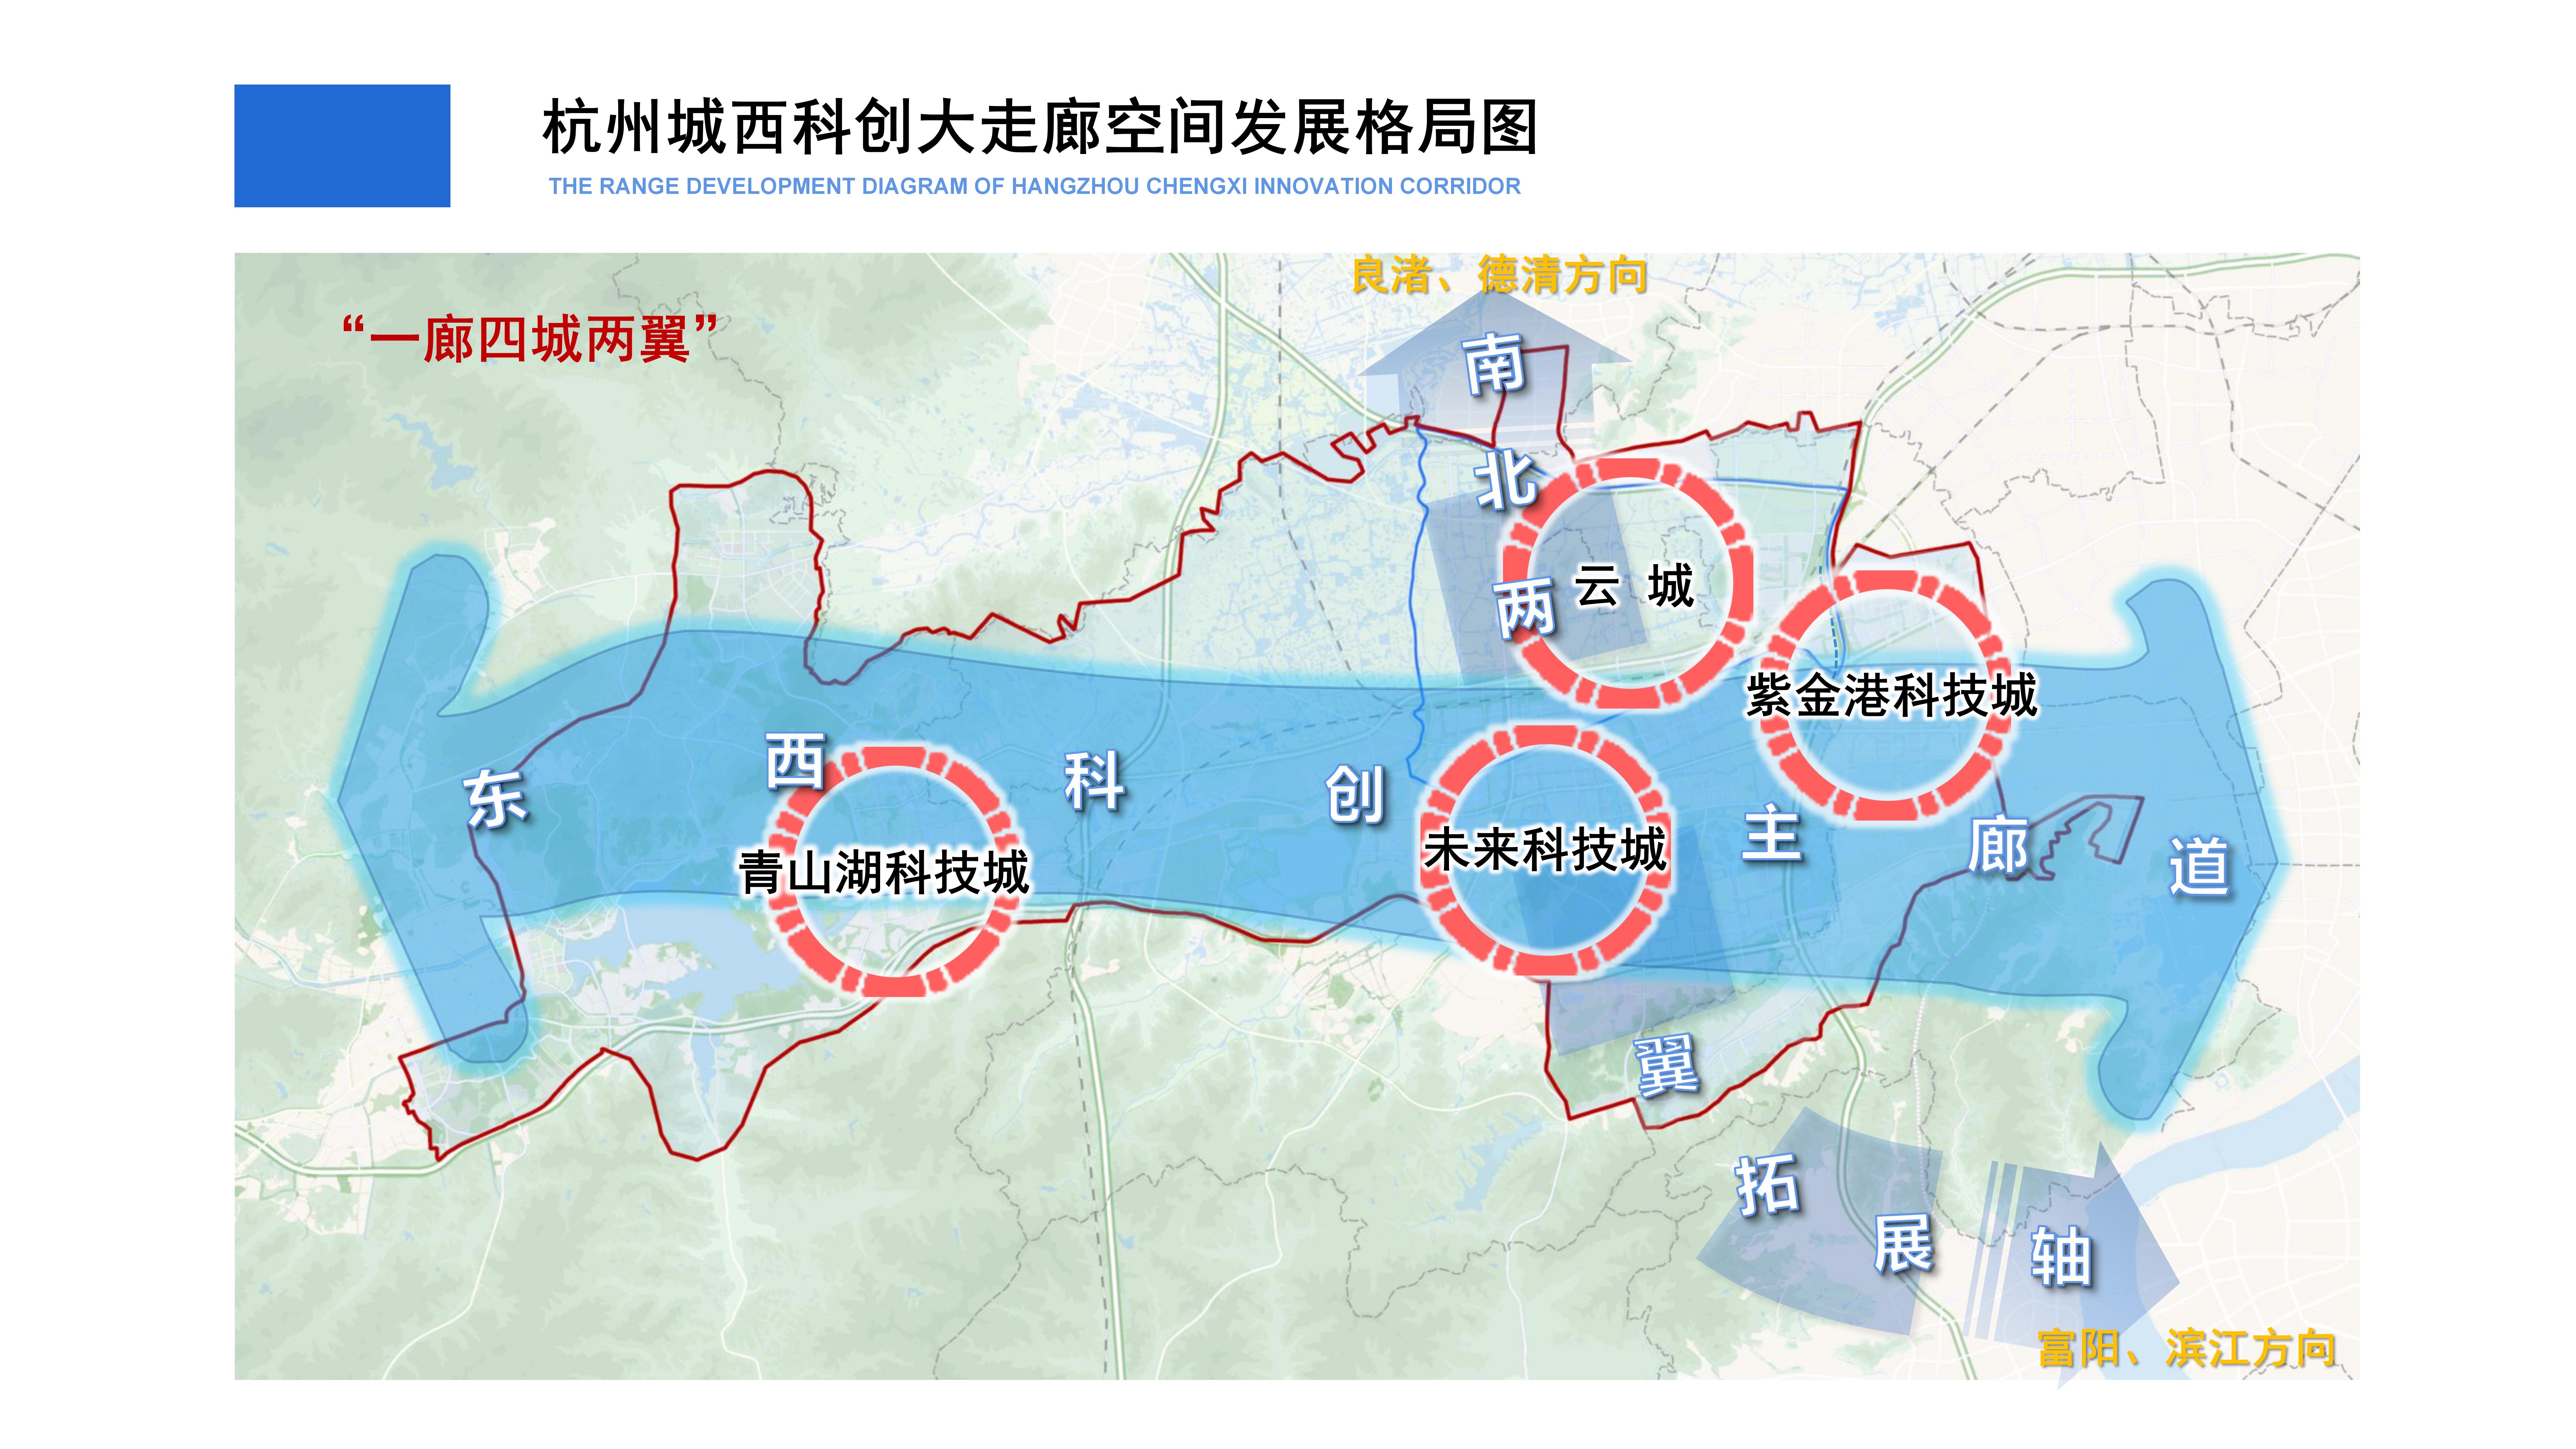 杭州城西科创大走廊空间发展格局图
THE RANGE DEVELOPMENT DIAGRAM OF HANGZHOU CHENGXI INNOVATION CORRIDOR
良渚、德清方向
“一廊四城两翼”
南北两翼拓展轴
云 城
紫金港科技城
东西科创主廊道
未来科技城
青山湖科技城
富阳、滨江方向